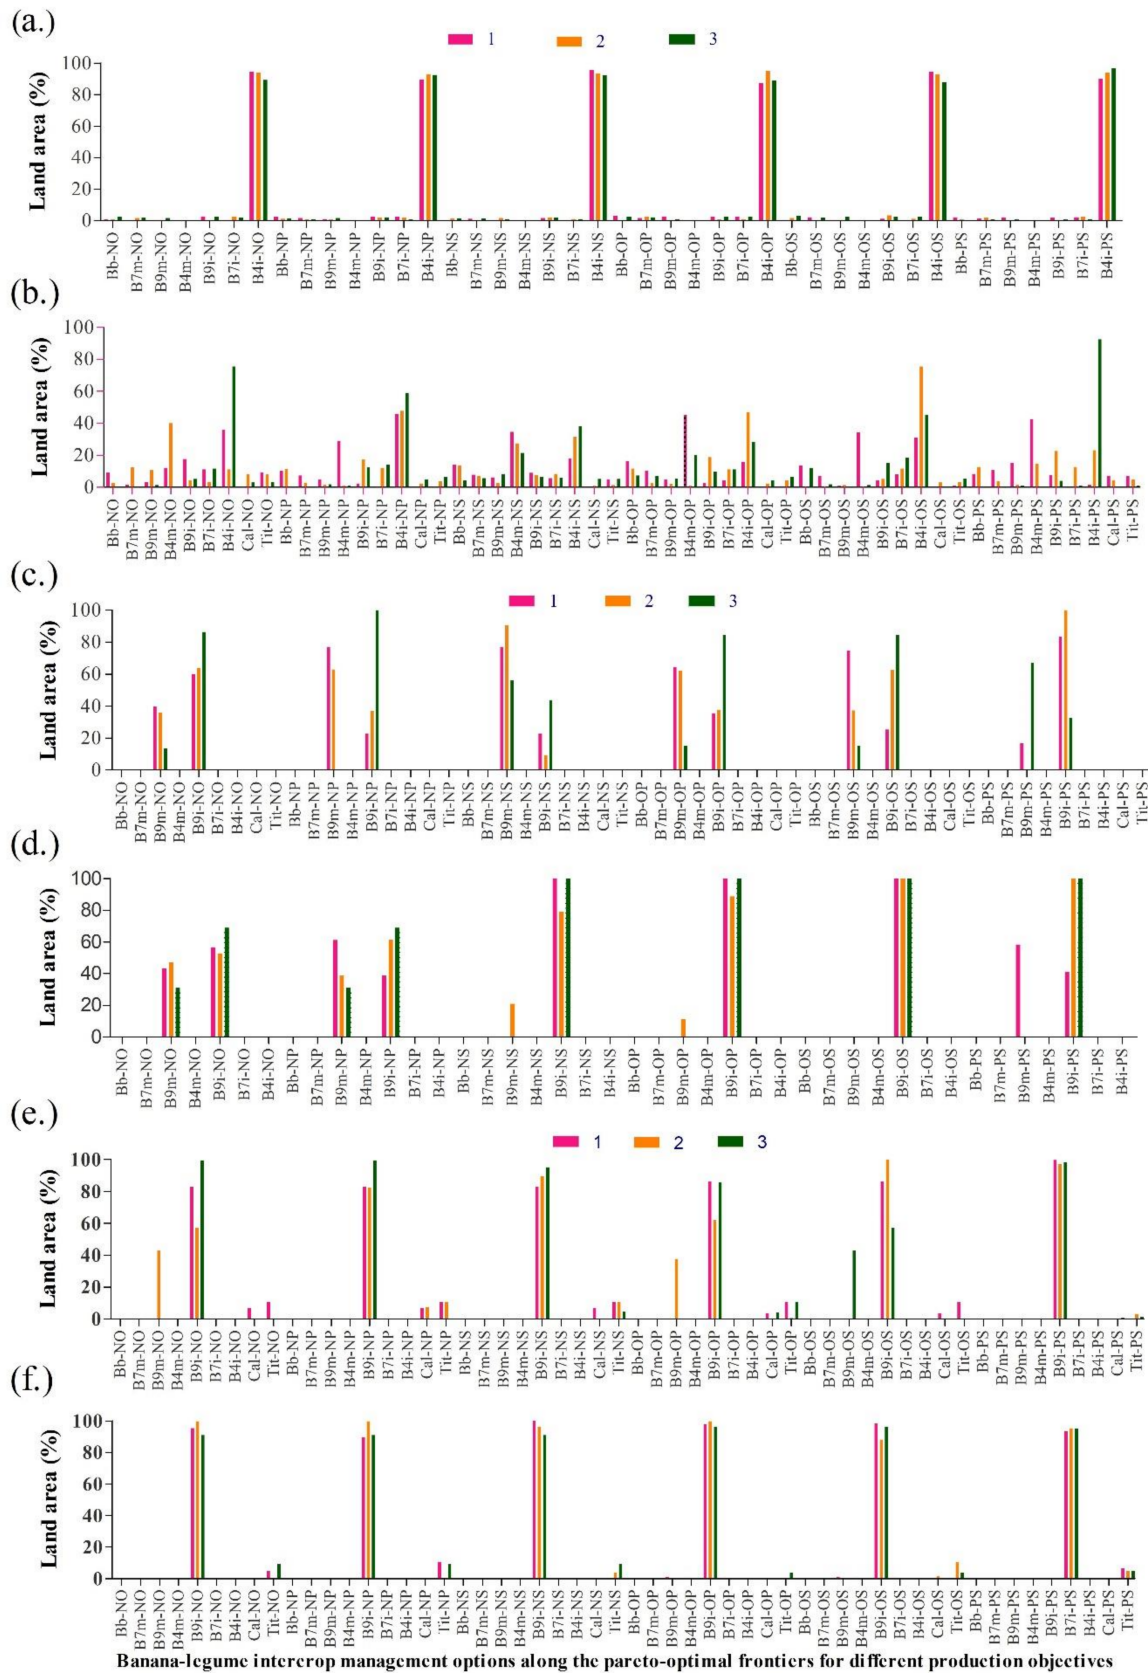 (a.)
1 2 3
Land area (%)
100
80
60
40
20
0
Bb-NO B7m-NO B9m-NO B4m-NO B9i-NO B7i-NO B4i-NO Bb-NP B7m-NP B9m-NP B4m-NP B9i-NP B7i-NP B4i-NP Bb-NS B7m-NS B9m-NS B4m-NS B9i-NS B7i-NS B4i-NS Bb-OP B7m-OP B9m-OP B4m-OP B9i-OP B7i-OP B4i-OP Bb-OS B7m-OS B9m-OS B4m-OS B9i-OS B7i-OS B4i-OS Bb-PS B7m-PS B9m-PS B4m-PS B9i-PS B7i-PS B4i-PS
(b.)
Land area (%)
100
80
60
40
20
0
Bb-NO B7m-NO B9m-NO B4m-NO B9i-NO B7i-NO B4i-NO Cal-NO Tit-NO Bb-NP B7m-NP B9m-NP B4m-NP B9i-NP B7i-NP B4i-NP Cal-NP Tit-NP Bb-NS B7m-NS B9m-NS B4m-NS B9i-NS B7i-NS B4i-NS Cal-NS Tit-NS Bb-OP B7m-OP B9m-OP B4m-OP B9i-OP B7i-OP B4i-OP Cal-OP Tit-OP Bb-OS B7m-OS B9m-OS B4m-OS B9i-OS B7i-OS B4i-OS Cal-OS Tit-OS Bb-PS B7m-PS B9m-PS B4m-PS B9i-PS B7i-PS B4i-PS Cal-PS Tit-PS
(c.)
1 2 3
Land area (%)
100
80
60
40
20
0
Bb-NO B7m-NO B9m-NO B4m-NO B9i-NO B7i-NO B4i-NO Cal-NO Tit-NO Bb-NP B7m-NP B9m-NP B4m-NP B9i-NP B7i-NP B4i-NP Cal-NP Tit-NP Bb-NS B7m-NS B9m-NS B4m-NS B9i-NS B7i-NS B4i-NS Cal-NS Tit-NS Bb-OP B7m-OP B9m-OP B4m-OP B9i-OP B7i-OP B4i-OP Cal-OP Tit-OP Bb-OS B7m-OS B9m-OS B4m-OS B9i-OS B7i-OS B4i-OS Cal-OS Tit-OS Bb-PS B7m-PS B9m-PS B4m-PS B9i-PS B7i-PS B4i-PS Cal-PS Tit-PS
(d.)
Land area (%)
100
80
60
40
20
0
Bb-NO B7m-NO B9m-NO B4m-NO B9i-NO B7i-NO B4i-NO Bb-NP B7m-NP B9m-NP B4m-NP B9i-NP B7i-NP B4i-NP Bb-NS B7m-NS B9m-NS B4m-NS B9i-NS B7i-NS B4i-NS Bb-OP B7m-OP B9m-OP B4m-OP B9i-OP B7i-OP B4i-OP Bb-OS B7m-OS B9m-OS B4m-OS B9i-OS B7i-OS B4i-OS Bb-PS B7m-PS B9m-PS B4m-PS B9i-PS B7i-PS B4i-PS
(e.)
1 2 3
Land area (%)
100
80
60
40
20
0
Bb-NO B7m-NO B9m-NO B4m-NO B9i-NO B7i-NO B4i-NO Cal-NO Tit-NO Bb-NP B7m-NP B9m-NP B4m-NP B9i-NP B7i-NP B4i-NP Cal-NP Tit-NP Bb-NS B7m-NS B9m-NS B4m-NS B9i-NS B7i-NS B4i-NS Cal-NS Tit-NS Bb-OP B7m-OP B9m-OP B4m-OP B9i-OP B7i-OP B4i-OP Cal-OP Tit-OP Bb-OS B7m-OS B9m-OS B4m-OS B9i-OS B7i-OS B4i-OS Cal-OS Tit-OS Bb-PS B7m-PS B9m-PS B4m-PS B9i-PS B7i-PS B4i-PS Cal-PS Tit-PS
(f.)
Land area (%)
100
80
60
40
20
0
Bb-NO B7m-NO B9m-NO B4m-NO B9i-NO B7i-NO B4i-NO Cal-NO Tit-NO Bb-NP B7m-NP B9m-NP B4m-NP B9i-NP B7i-NP B4i-NP Cal-NP Tit-NP Bb-NS B7m-NS B9m-NS B4m-NS B9i-NS B7i-NS B4i-NS Cal-NS Tit-NS Bb-OP B7m-OP B9m-OP B4m-OP B9i-OP B7i-OP B4i-OP Cal-OP Tit-OP Bb-OS B7m-OS B9m-OS B4m-OS B9i-OS B7i-OS B4i-OS Cal-OS Tit-OS Bb-PS B7m-PS B9m-PS B4m-PS B9i-PS B7i-PS B4i-PS Cal-PS Tit-PS
Banana-legume intercrop management options along the pareto-optimal frontiers for different production objectives